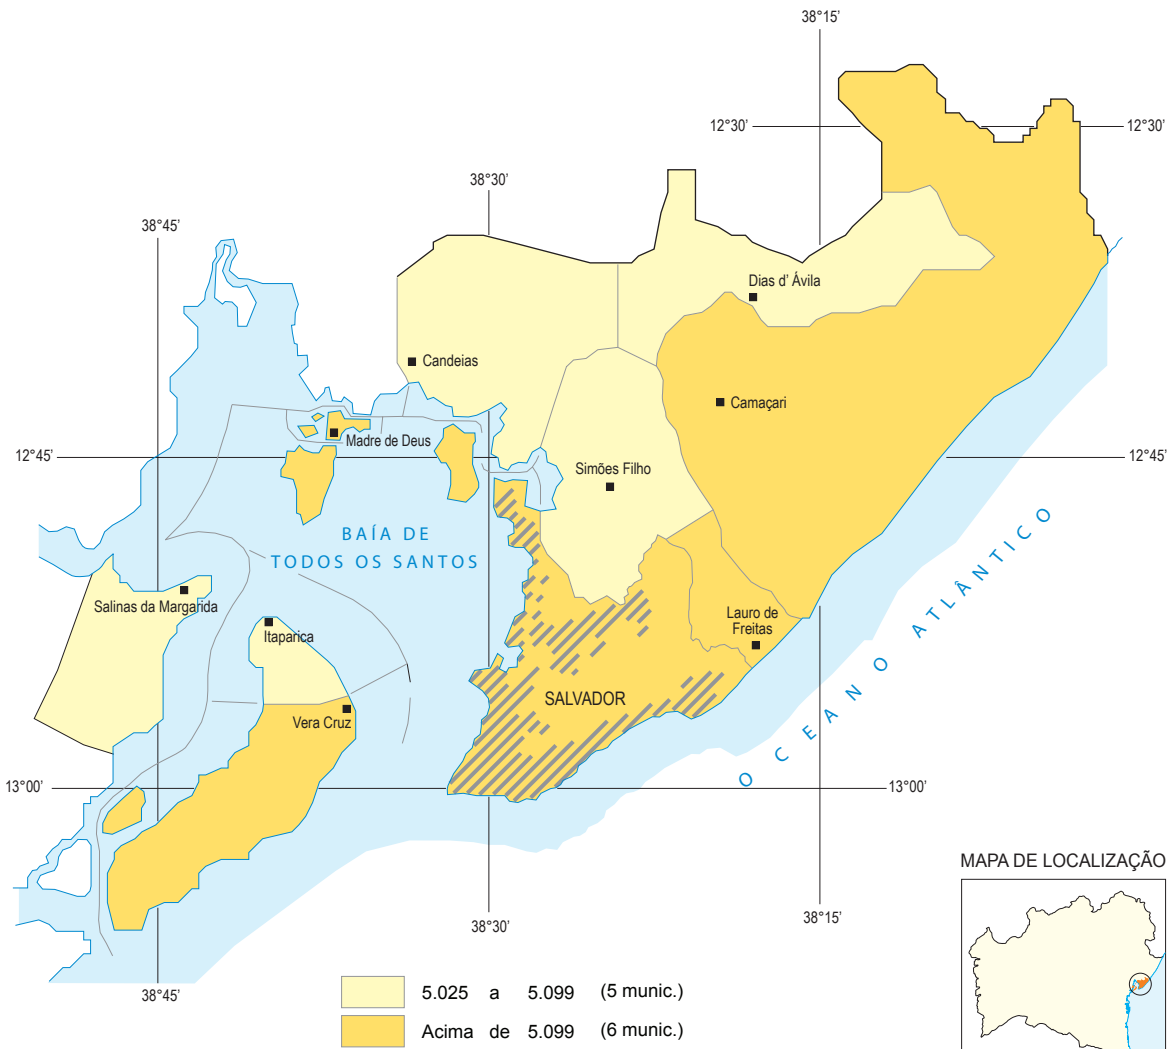 38°15'
12°30'
12°30'
38°30'
38°45'
Dias d' Ávila
Candeias
Camaçari
Madre de Deus
12°45'
12°45'
Simões Filho
BAÍA DE
TODOS OS SANTOS
OCEANO ATLÂNTICO
Salinas da Margarida
Itaparica
Lauro de
Freitas
SALVADOR
Vera Cruz
13°00'
13°00'
MAPA DE LOCALIZAÇÃO
38°30'
38°15'
38°45'
5.025 a 5.099 (5 munic.)
Acima de 5.099 (6 munic.)